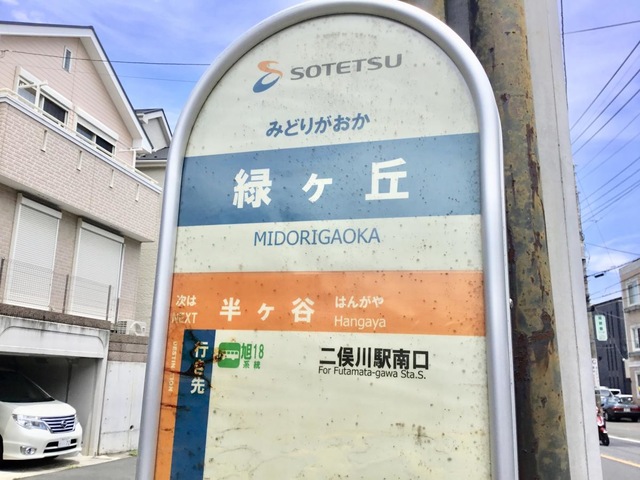 SOTETSU
みどりがおか
緑ヶ丘
MIDORIGAOKA
次は 半ヶ谷 はんがや
NEXT Hangaya
行き先
旭18
系統
二俣川駅南口
For Futamata-gawa Sta.S.